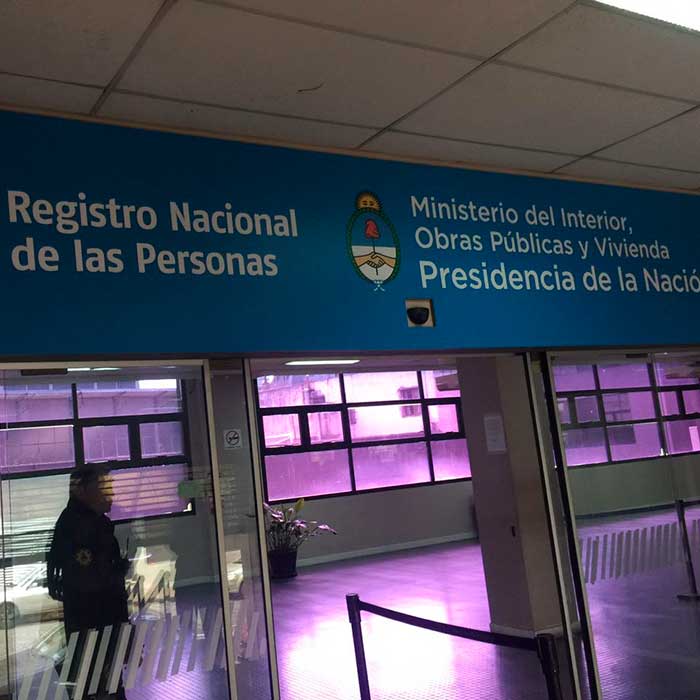 Registro Nacional
de las Personas
Ministerio del Interior,
Obras Públicas y Vivienda
Presidencia de la Nació